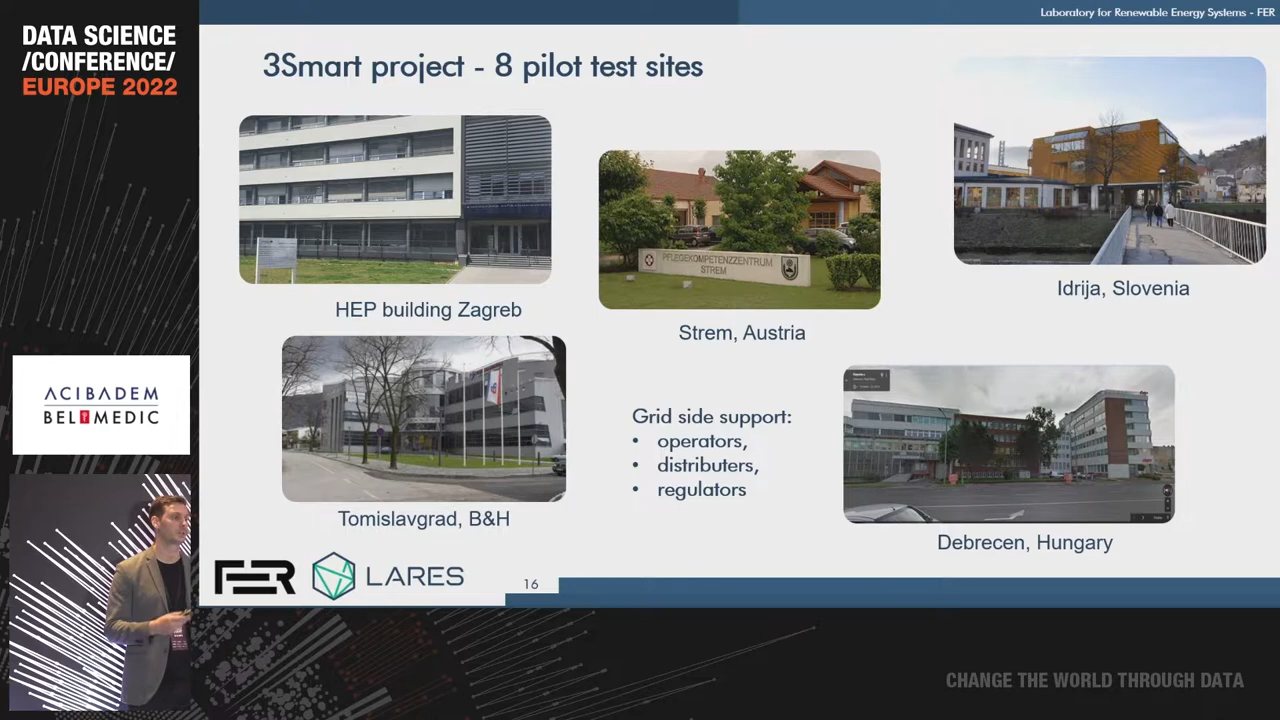 Laboratory for Renewable Energy Systems - FER
DATA SCIENCE
/CONFERENCE/
EUROPE 2022
3Smart project - 8 pilot test sites
PFLEGEKOMPETENZZENTRUM
STREM
HEP building Zagreb
Strem, Austria
Idrija, Slovenia
ACIBADEM
BELMEDIC
Grid side support:
• operators,
• distributers,
• regulators
Tomislavgrad, B&H
Debrecen, Hungary
FER
LARES
16
CHANGE THE WORLD THROUGH DATA